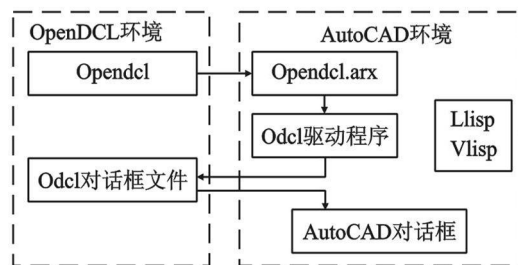 OpenDCL环境
AutoCAD环境
Opendcl
Opendcl.arx
Odcl驱动程序
Llisp
Vlisp
Odcl对话框文件
AutoCAD对话框